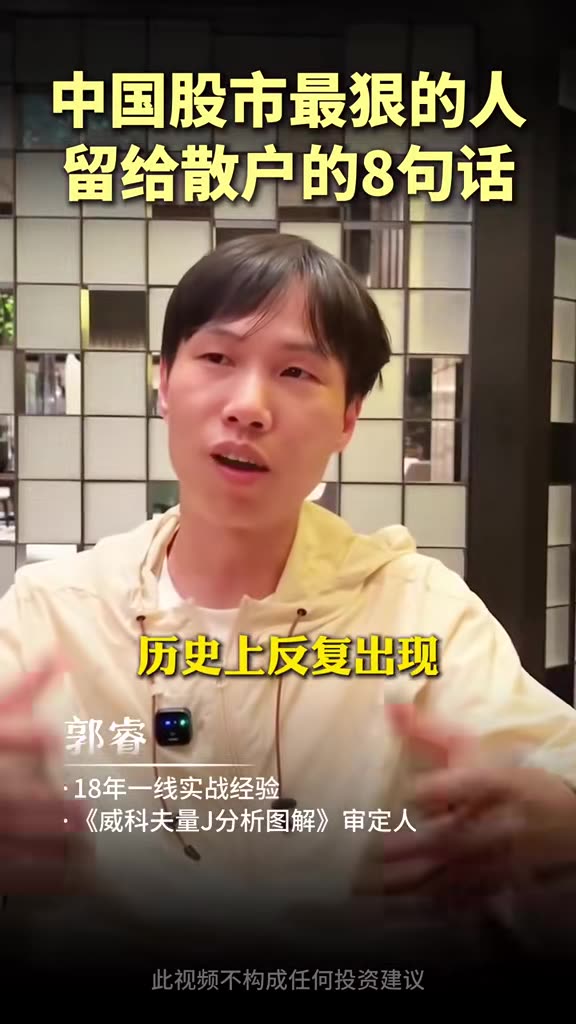 中国股市最狠的人
留给散户的8句话
历史上反复出现
郭睿
· 18年一线实战经验
· 《威科夫量J分析图解》审定人
此视频不构成任何投资建议